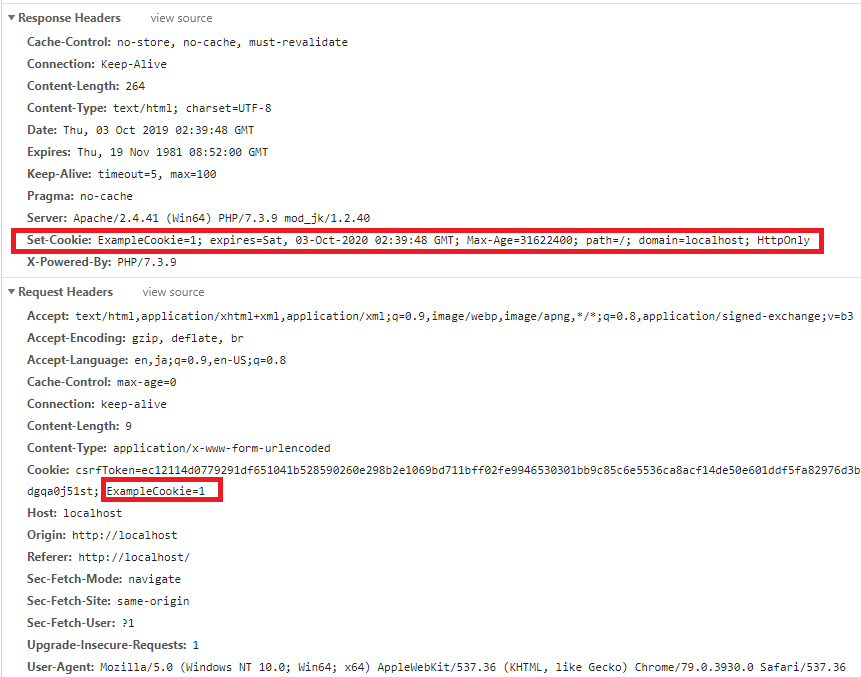 Response Headers view source
Cache-Control: no-store, no-cache, must-revalidate
Connection: Keep-Alive
Content-Length: 264
Content-Type: text/html; charset=UTF-8
Date: Thu, 03 Oct 2019 02:39:48 GMT
Expires: Thu, 19 Nov 1981 08:52:00 GMT
Keep-Alive: timeout=5, max=100
Pragma: no-cache
Server: Apache/2.4.41 (Win64) PHP/7.3.9 mod_jk/1.2.40
Set-Cookie: ExampleCookie=1; expires=Sat, 03-Oct-2020 02:39:48 GMT; Max-Age=31622400; path=/; domain=localhost; HttpOnly
X-Powered-By: PHP/7.3.9
Request Headers view source
Accept: text/html,application/xhtml+xml,application/xml;q=0.9,image/webp,image/apng,*/*;q=0.8,application/signed-exchange;v=b3
Accept-Encoding: gzip, deflate, br
Accept-Language: en,ja;q=0.9,en-US;q=0.8
Cache-Control: max-age=0
Connection: keep-alive
Content-Length: 9
Content-Type: application/x-www-form-urlencoded
Cookie: csrfToken=ec12114d0779291df651041b528590260e298b2e1069bd711bff02fe9946530301bb9c85c6e5536ca8acf14de50e601ddf5fa82976d3b
dgqa0j51st; ExampleCookie=1
Host: localhost
Origin: http://localhost
Referer: http://localhost/
Sec-Fetch-Mode: navigate
Sec-Fetch-Site: same-origin
Sec-Fetch-User: ?1
Upgrade-Insecure-Requests: 1
User-Agent: Mozilla/5.0 (Windows NT 10.0; Win64; x64) AppleWebKit/537.36 (KHTML, like Gecko) Chrome/79.0.3930.0 Safari/537.36